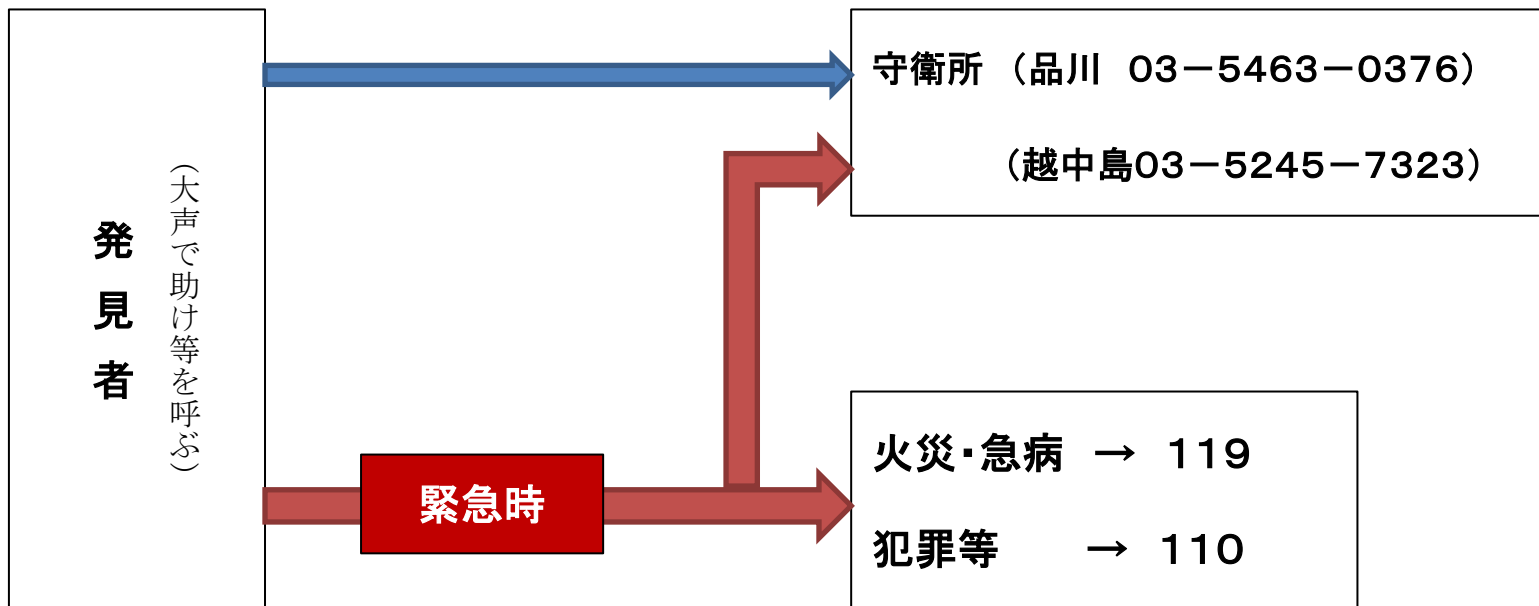 発見者
（大声で助け等を呼ぶ）
守衛所　（品川　０３－５４６３－０３７６）
（越中島０３－５２４５－７３２３）
緊急時
火災・急病　→　１１９
犯罪等　　→　１１０